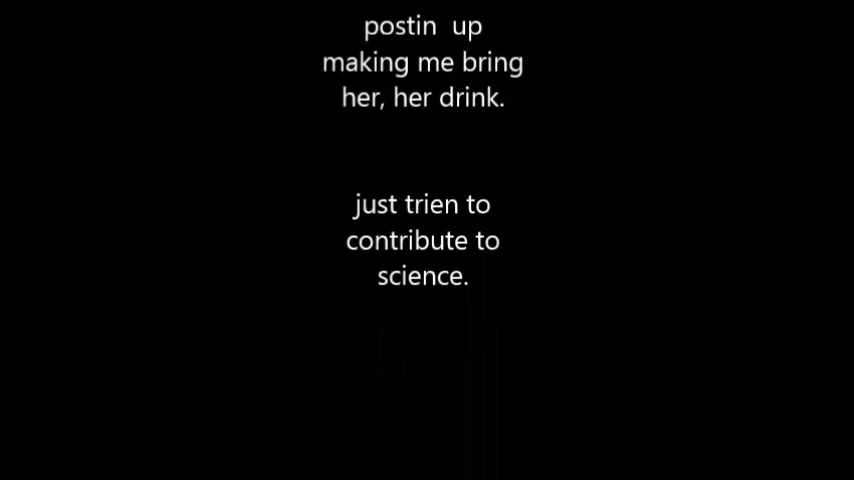 postin  up
making me bring
her, her drink.
just trien to
contribute to
science.